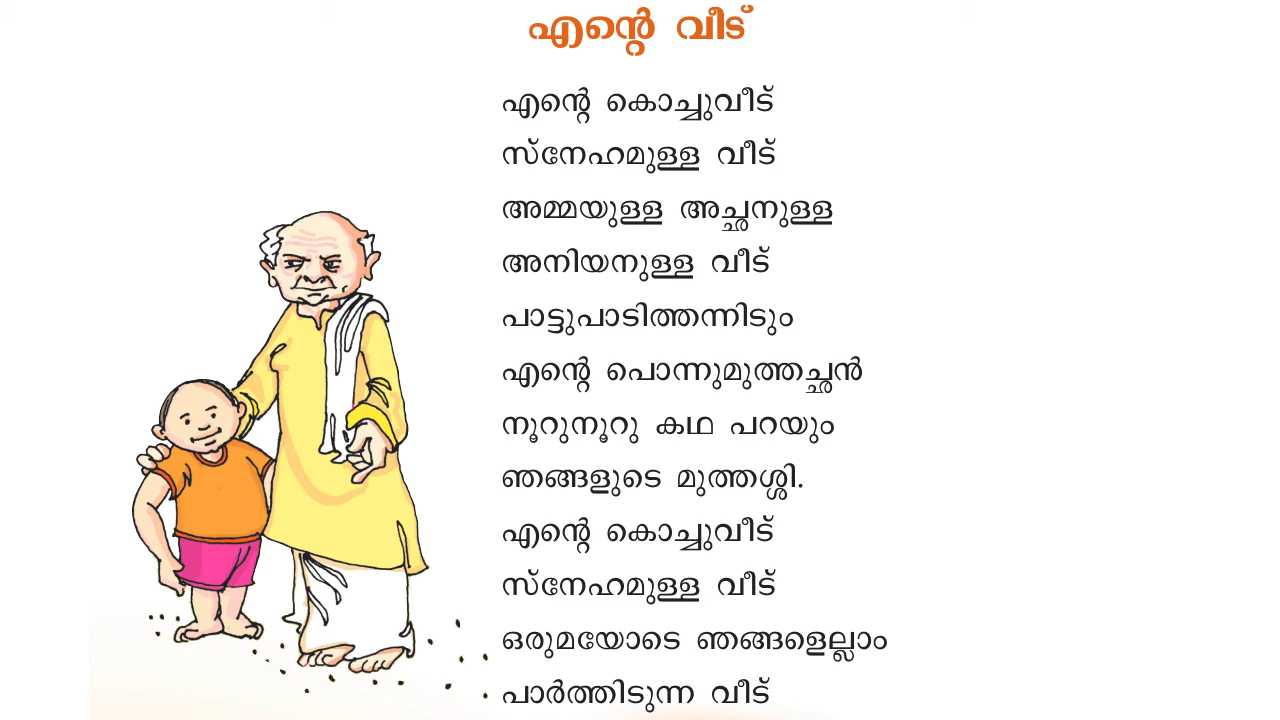 എന്റെ വീട്
എന്റെ കൊച്ചുവീട്
സ്നേഹമുള്ള വീട്
അമ്മയുള്ള അച്ഛനുള്ള
അനിയനുള്ള വീട്
പാട്ടുപാടിത്തന്നിടും
എന്റെ പൊന്നുമുത്തച്ഛൻ
നൂറുനൂറു കഥ പറയും
ഞങ്ങളുടെ മുത്തശ്ശി.
എന്റെ കൊച്ചുവീട്
സ്നേഹമുള്ള വീട്
ഒരുമയോടെ ഞങ്ങളെല്ലാം
പാർത്തിടുന്ന വീട്